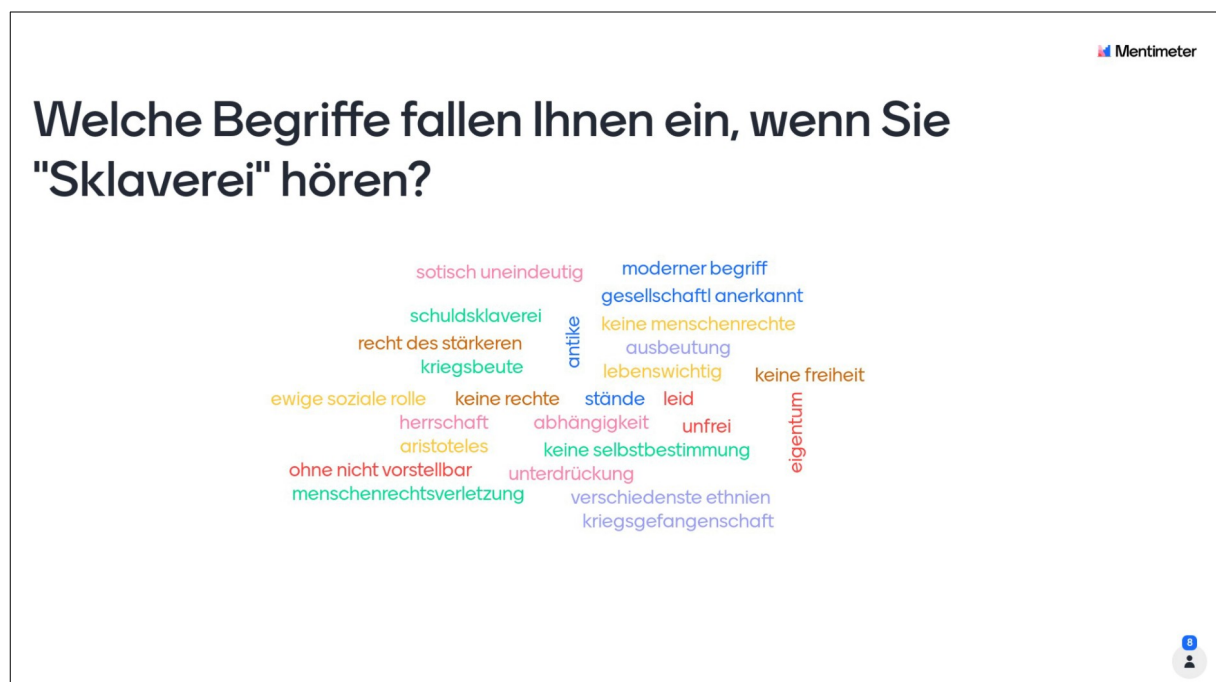 Mentimeter
Welche Begriffe fallen Ihnen ein, wenn Sie
"Sklaverei" hören?
sotisch uneindeutig
moderner begriff
gesellschaftl anerkannt
schuldsklaverei
antike
keine menschenrechte
recht des stärkeren
ausbeutung
kriegsbeute
lebenswichtig
keine freiheit
ewige soziale rolle
keine rechte
stände
leid
eigentum
herrschaft
abhängigkeit
unfrei
aristoteles
keine selbstbestimmung
ohne nicht vorstellbar
unterdrückung
menschenrechtsverletzung
verschiedenste ethnien
kriegsgefangenschaft
8